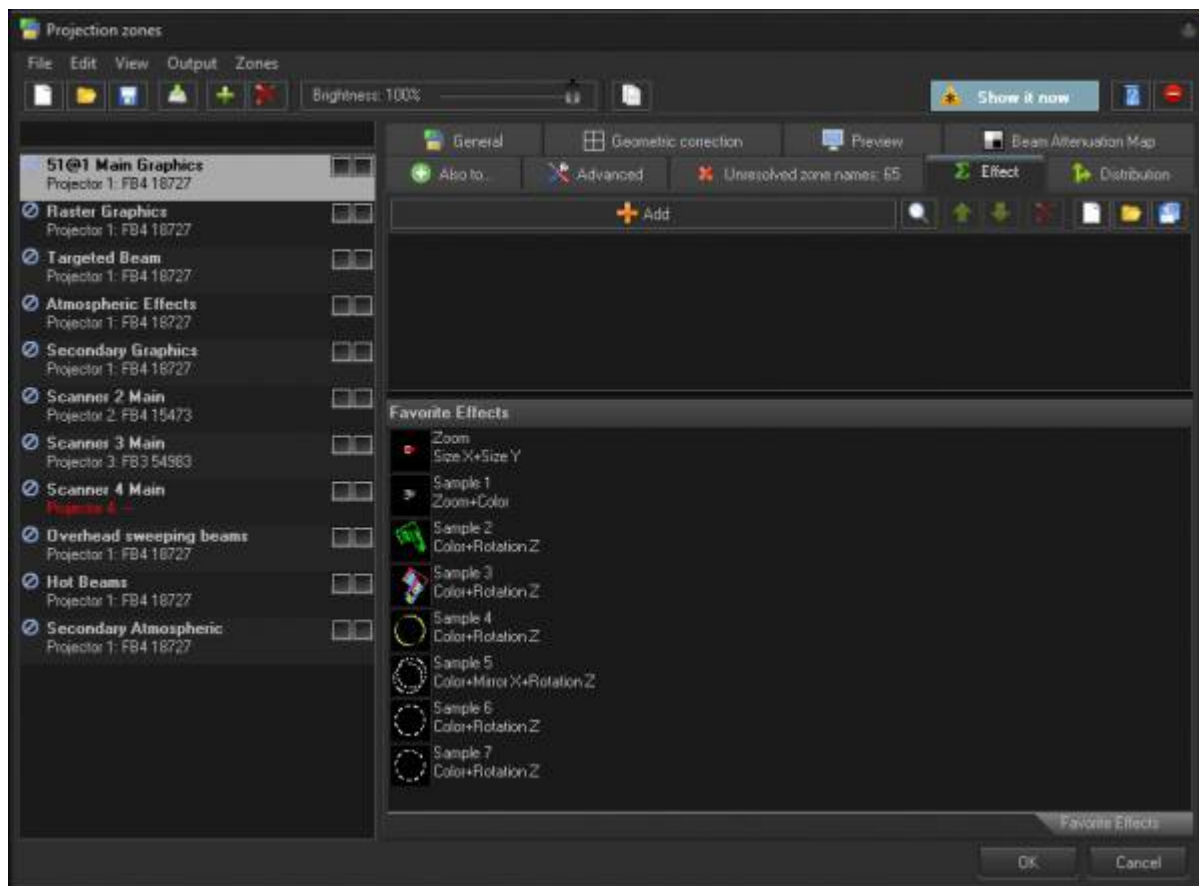 Projection zones
File Edit View Output Zones
Brightness: 100%
Show it now
51@1 Main Graphics
Projector 1: FB4 18727
Raster Graphics
Projector 1: FB4 18727
Targeted Beam
Projector 1: FB4 18727
Atmospheric Effects
Projector 1: FB4 18727
Secondary Graphics
Projector 1: FB4 18727
Scanner 2 Main
Projector 2: FB4 15473
Scanner 3 Main
Projector 3: FB3 54983
Scanner 4 Main
Projector 4: --
Overhead sweeping beams
Projector 1: FB4 18727
Hot Beams
Projector 1: FB4 18727
Secondary Atmospheric
Projector 1: FB4 18727
General Geometric correction Preview Beam Attenuation Map
Also to... Advanced Unresolved zone names: 65 Effect Distribution
Add
Favorite Effects
Zoom
Size X+Size Y
Sample 1
Zoom+Color
Sample 2
Color+Rotation Z
Sample 3
Color+Rotation Z
Sample 4
Color+Rotation Z
Sample 5
Color+Mirror X+Rotation Z
Sample 6
Color+Rotation Z
Sample 7
Color+Rotation Z
Favorite Effects
OK Cancel